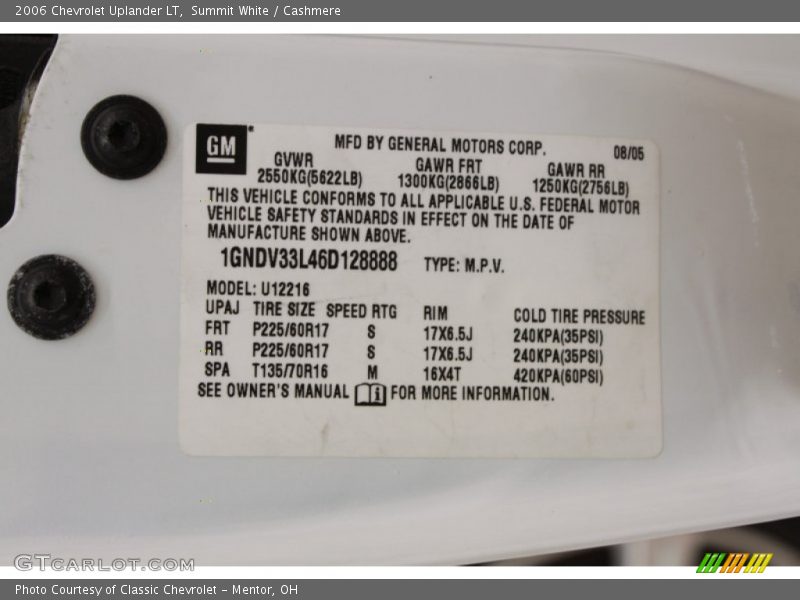 2006 Chevrolet Uplander LT, Summit White / Cashmere
GM
MFD BY GENERAL MOTORS CORP. 08/05
GVWR GAWR FRT GAWR RR
2550KG(5622LB) 1300KG(2866LB) 1250KG(2756LB)
THIS VEHICLE CONFORMS TO ALL APPLICABLE U.S. FEDERAL MOTOR
VEHICLE SAFETY STANDARDS IN EFFECT ON THE DATE OF
MANUFACTURE SHOWN ABOVE.
1GNDV33L46D128888 TYPE: M.P.V.
MODEL: U12216
UPAJ TIRE SIZE SPEED RTG RIM COLD TIRE PRESSURE
FRT P225/60R17 S 17X6.5J 240KPA(35PSI)
RR P225/60R17 S 17X6.5J 240KPA(35PSI)
SPA T135/70R16 M 16X4T 420KPA(60PSI)
SEE OWNER'S MANUAL i FOR MORE INFORMATION.
GTCARLOT.COM
Photo Courtesy of Classic Chevrolet - Mentor, OH